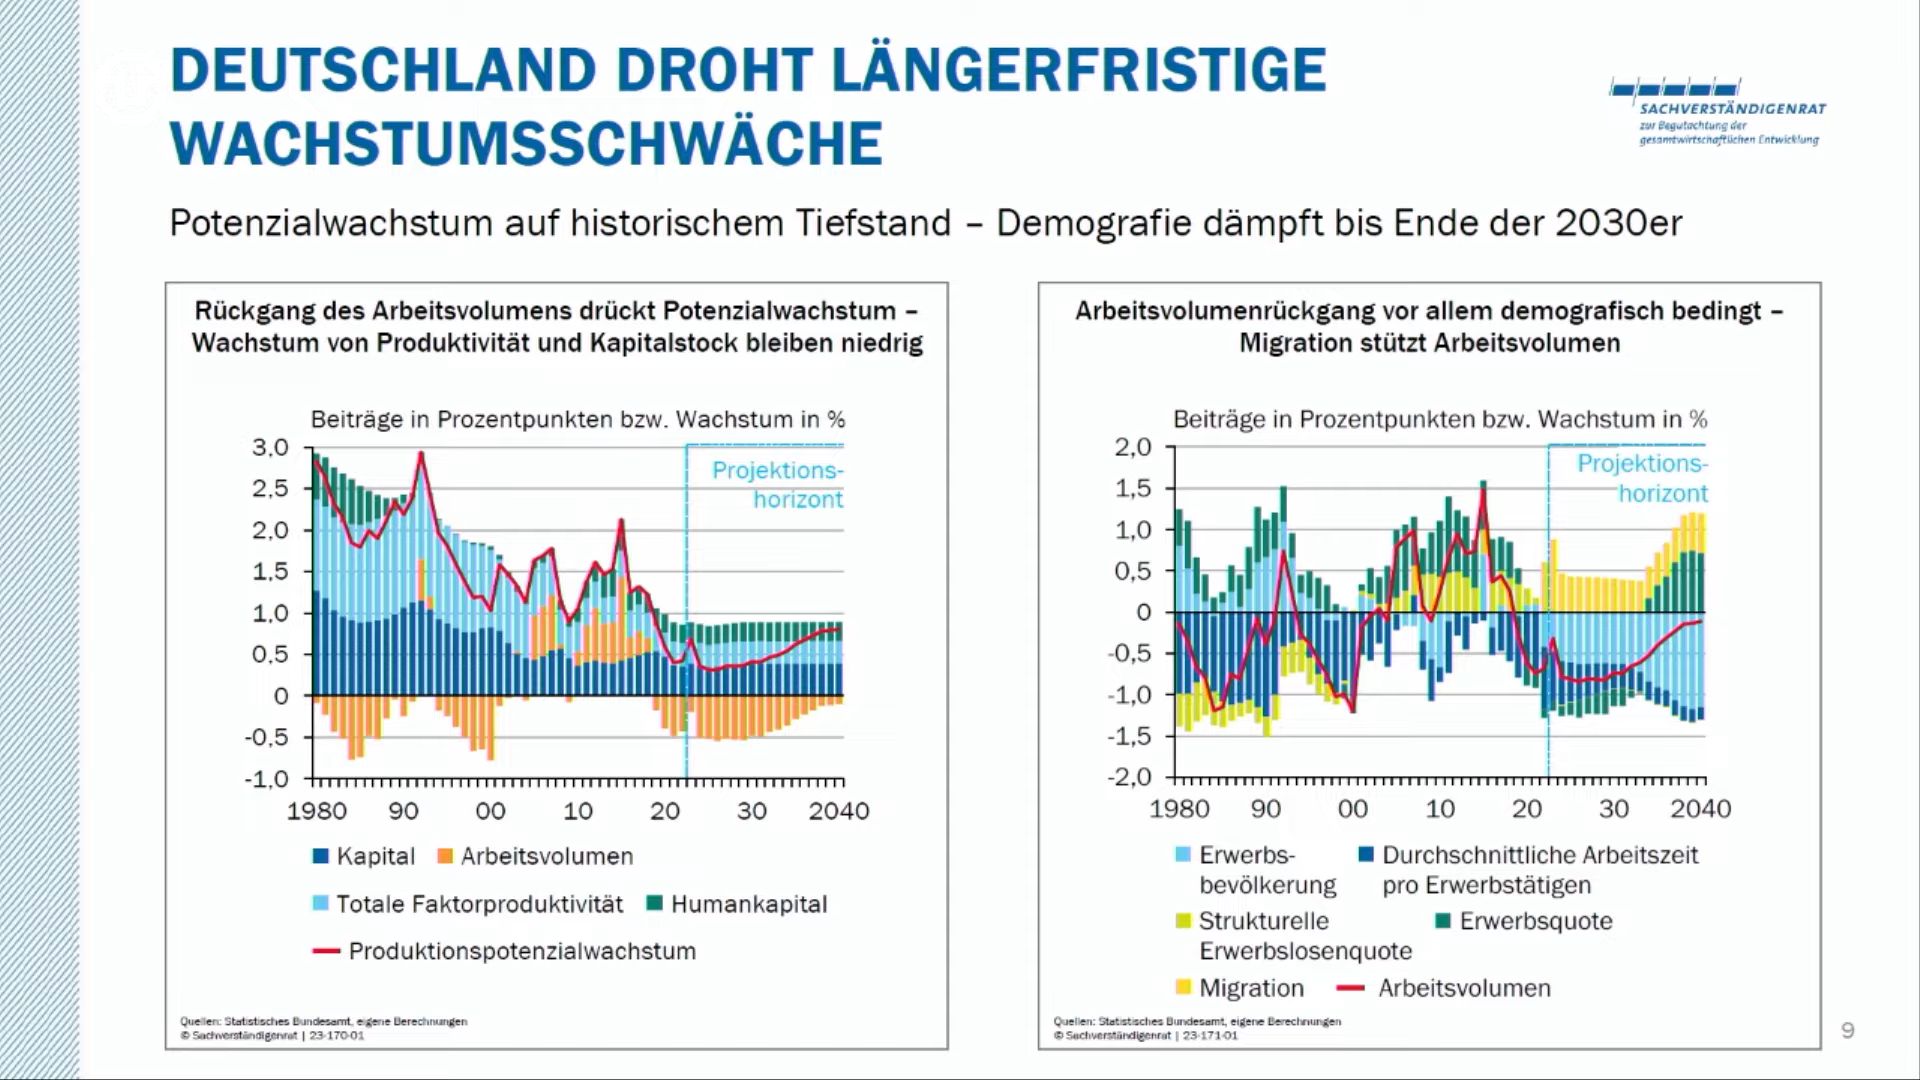 DEUTSCHLAND DROHT LÄNGERFRISTIGE
WACHSTUMSSCHWÄCHE
SACHVERSTÄNDIGENRAT
zur Begutachtung der
gesamtwirtschaftlichen Entwicklung
Potenzialwachstum auf historischem Tiefstand – Demografie dämpft bis Ende der 2030er
Rückgang des Arbeitsvolumens drückt Potenzialwachstum –
Wachstum von Produktivität und Kapitalstock bleiben niedrig
Beiträge in Prozentpunkten bzw. Wachstum in %
3,0
2,5
2,0
1,5
1,0
0,5
0
-0,5
-1,0
Projektions-
horizont
1980 90 00 10 20 30 2040
Kapital Arbeitsvolumen
Totale Faktorproduktivität Humankapital
Produktionspotenzialwachstum
Quellen: Statistisches Bundesamt, eigene Berechnungen
© Sachverständigenrat | 23-170-01
Arbeitsvolumenrückgang vor allem demografisch bedingt –
Migration stützt Arbeitsvolumen
Beiträge in Prozentpunkten bzw. Wachstum in %
2,0
1,5
1,0
0,5
0
-0,5
-1,0
-1,5
-2,0
Projektions-
horizont
1980 90 00 10 20 30 2040
Erwerbs-
bevölkerung
Durchschnittliche Arbeitszeit
pro Erwerbstätigen
Strukturelle
Erwerbslosenquote
Erwerbsquote
Migration Arbeitsvolumen
Quellen: Statistisches Bundesamt, eigene Berechnungen
© Sachverständigenrat | 23-171-01
9